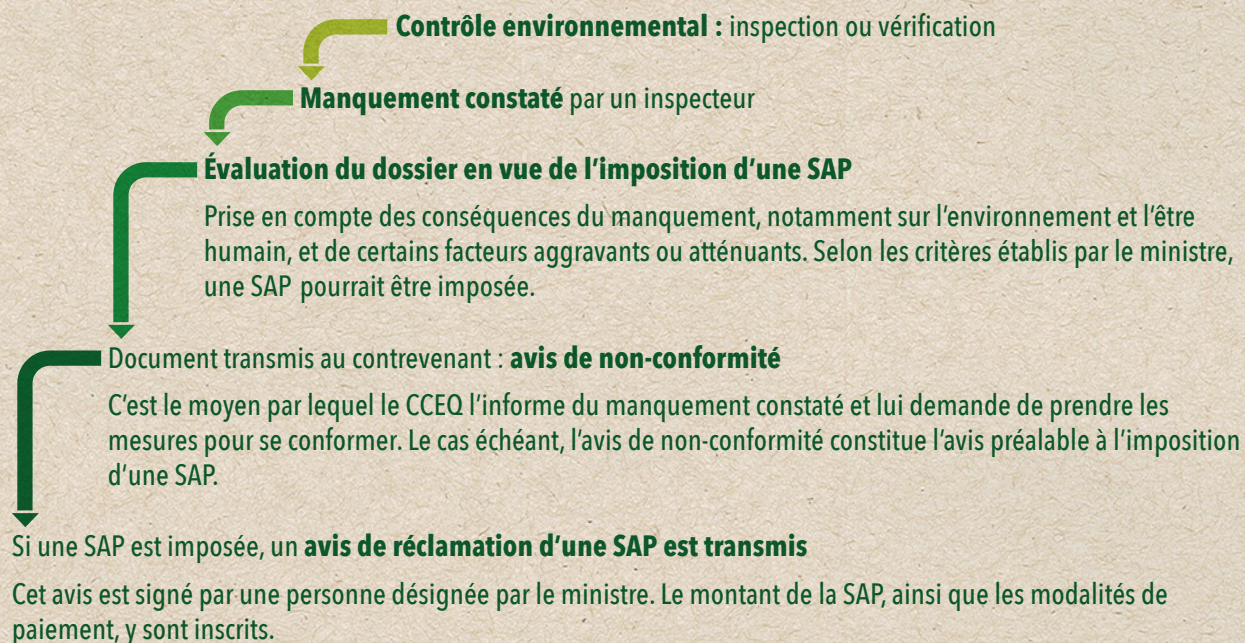 Contrôle environnemental : inspection ou vérification
Manquement constaté par un inspecteur
Évaluation du dossier en vue de l’imposition d’une SAP
Prise en compte des conséquences du manquement, notamment sur l’environnement et l’être
humain, et de certains facteurs aggravants ou atténuants. Selon les critères établis par le ministre,
une SAP pourrait être imposée.
Document transmis au contrevenant : avis de non-conformité
C’est le moyen par lequel le CCEQ l’informe du manquement constaté et lui demande de prendre les
mesures pour se conformer. Le cas échéant, l’avis de non-conformité constitue l’avis préalable à l’imposition
d’une SAP.
Si une SAP est imposée, un avis de réclamation d’une SAP est transmis
Cet avis est signé par une personne désignée par le ministre. Le montant de la SAP, ainsi que les modalités de
paiement, y sont inscrits.